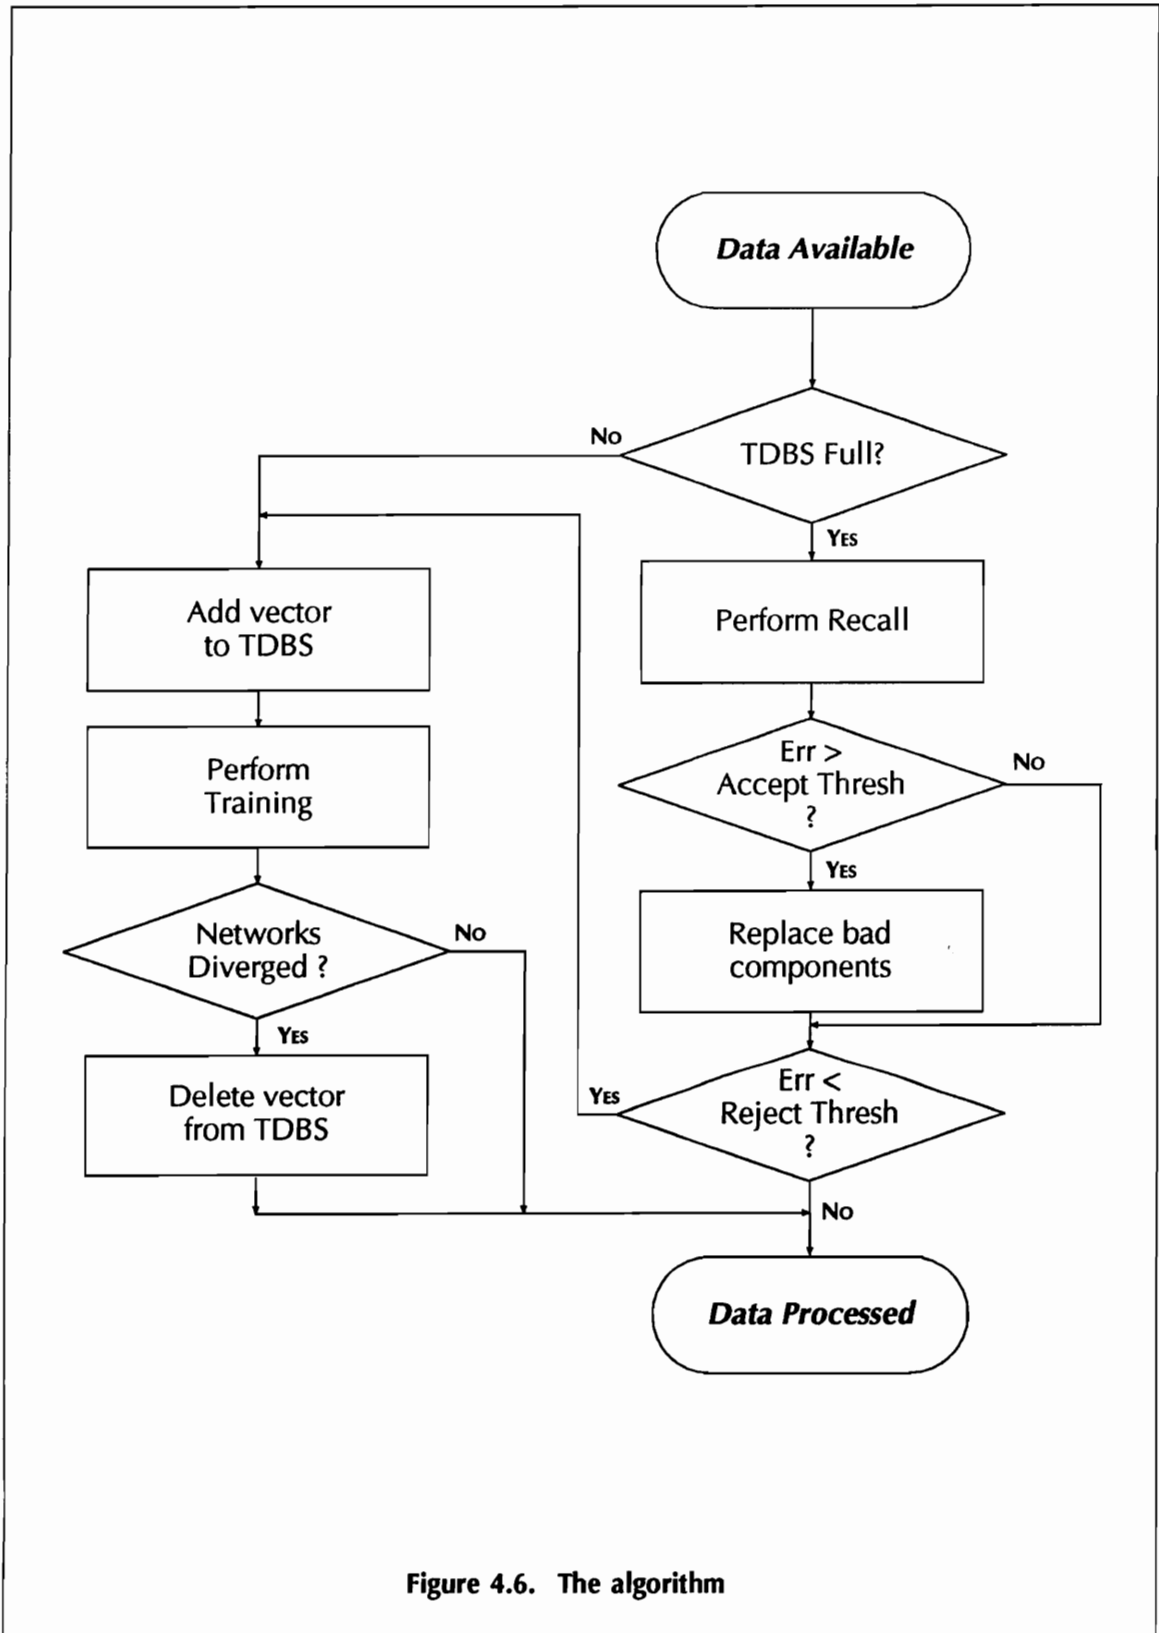 Data Available
TDBS Full?
No
Yes
Add vector
to TDBS
Perform Recall
Perform
Training
Err >
Accept Thresh
?
No
Yes
Networks
Diverged ?
No
Yes
Replace bad
components
Delete vector
from TDBS
Err <
Reject Thresh
?
Yes
No
Data Processed
Figure 4.6. The algorithm